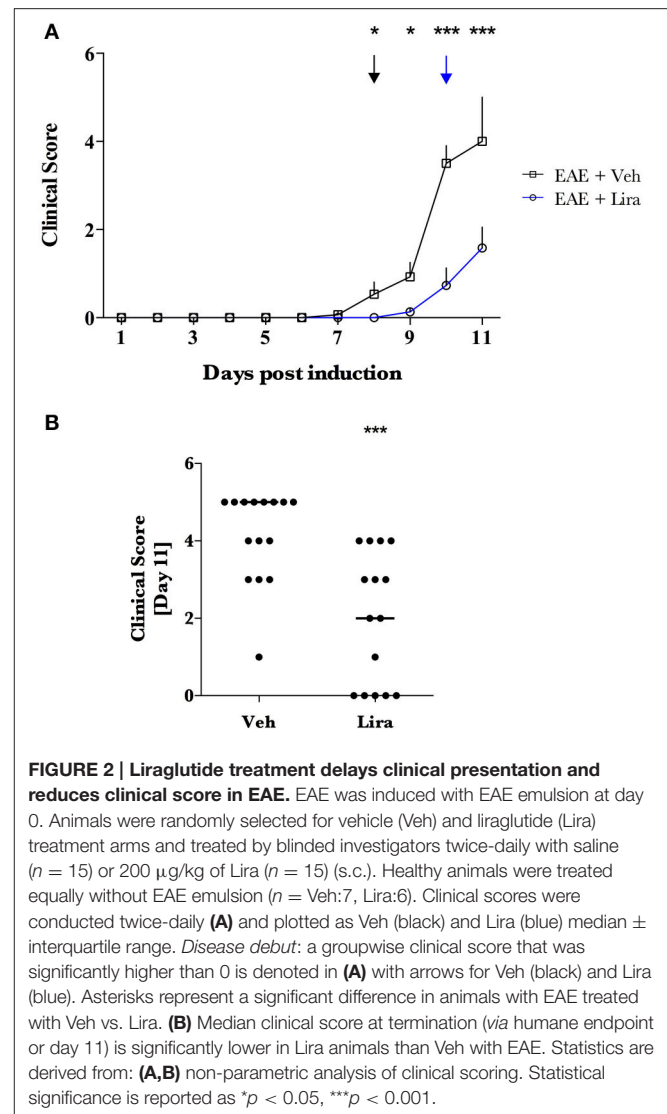 A
* * *** ***
6
4
2
0
Clinical Score
EAE + Veh
EAE + Lira
1 3 5 7 9 11
Days post induction
B
***
6
4
2
0
Clinical Score
[Day 11]
Veh Lira
FIGURE 2 | Liraglutide treatment delays clinical presentation and
reduces clinical score in EAE. EAE was induced with EAE emulsion at day
0. Animals were randomly selected for vehicle (Veh) and liraglutide (Lira)
treatment arms and treated by blinded investigators twice-daily with saline
(n = 15) or 200 μg/kg of Lira (n = 15) (s.c.). Healthy animals were treated
equally without EAE emulsion (n = Veh:7, Lira:6). Clinical scores were
conducted twice-daily (A) and plotted as Veh (black) and Lira (blue) median ±
interquartile range. Disease debut: a groupwise clinical score that was
significantly higher than 0 is denoted in (A) with arrows for Veh (black) and Lira
(blue). Asterisks represent a significant difference in animals with EAE treated
with Veh vs. Lira. (B) Median clinical score at termination (via humane endpoint
or day 11) is significantly lower in Lira animals than Veh with EAE. Statistics are
derived from: (A,B) non-parametric analysis of clinical scoring. Statistical
significance is reported as *p < 0.05, ***p < 0.001.